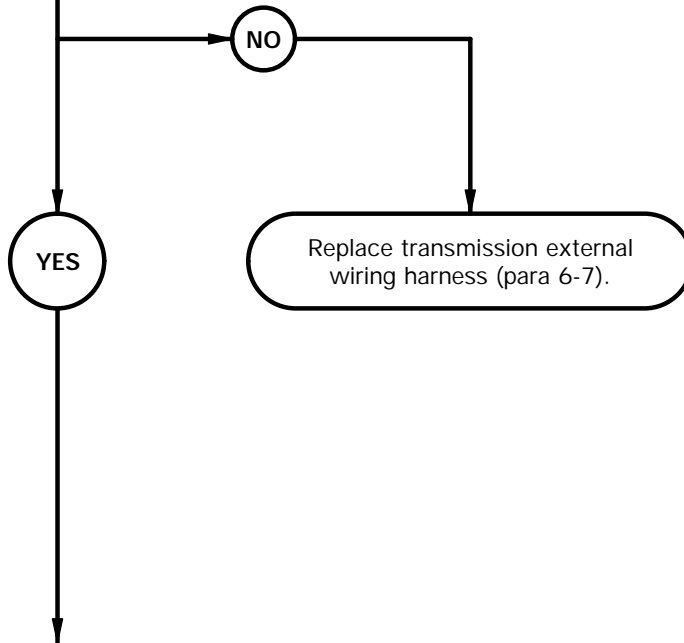 NO
YES
Replace transmission external
wiring harness (para 6-7).